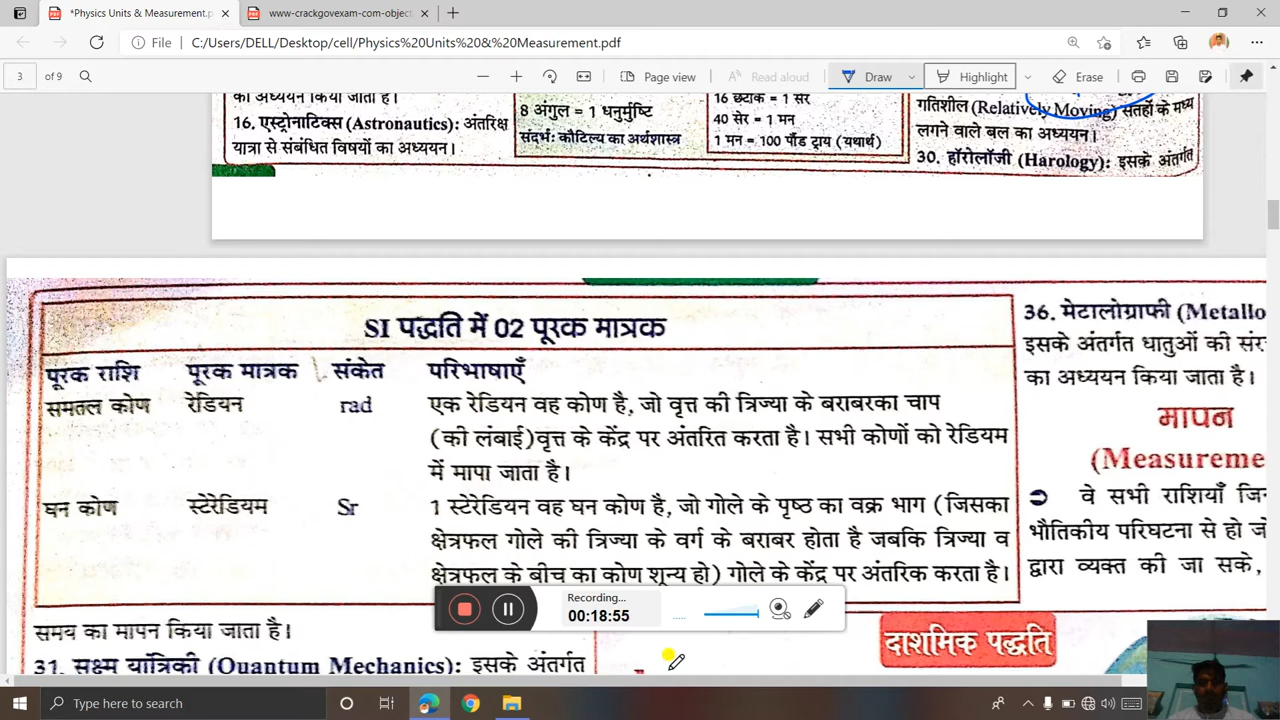 *Physics Units & Measurement.p
www-crackgovexam-com-object
File
C:/Users/DELL/Desktop/cell/Physics%20Units%20&%20Measurement.pdf
3 of 9
Page view
Read aloud
Draw
Highlight
Erase
का अध्ययन किया जाता है।
16. एस्ट्रोनाटिक्स (Astronautics): अंतरिक्ष
यात्रा से संबंधित विषयों का अध्ययन।
8 अंगुल = 1 धनुर्मुष्टि
संदर्भ: कौटिल्य का अर्थशास्त्र
16 छटाक = 1 सेर
40 सेर = 1 मन
1 मन = 100 पौंड ट्राय (यथार्थ)
गतिशील (Relatively Moving) सतहों के मध्य
लगने वाले बल का अध्ययन।
30. हॉरोलॉजी (Harology): इसके अंतर्गत
SI पद्धति में 02 पूरक मात्रक
पूरक राशि पूरक मात्रक संकेत परिभाषाएँ
समतल कोण रेडियन rad एक रेडियन वह कोण है, जो वृत्त की त्रिज्या के बराबरका चाप
(की लंबाई)वृत्त के केंद्र पर अंतरित करता है। सभी कोणों को रेडियम
में मापा जाता है।
घन कोण स्टेरेडियम Sr 1 स्टेरेडियन वह घन कोण है, जो गोले के पृष्ठ का वक्र भाग (जिसका
क्षेत्रफल गोले की त्रिज्या के वर्ग के बराबर होता है जबकि त्रिज्या व
क्षेत्रफल के बीच का कोण शून्य हो) गोले के केंद्र पर अंतरिक करता है।
36. मेटालोग्राफी (Metallo
इसके अंतर्गत धातुओं की संर
का अध्ययन किया जाता है।
मापन
(Measureme
वे सभी राशियाँ जिन
भौतिकीय परिघटना से हो जो
द्वारा व्यक्त की जा सके,
समय का मापन किया जाता है।
31. सूक्ष्म यांत्रिकी (Quantum Mechanics): इसके अंतर्गत
दाशमिक पद्धति
Recording...
00:18:55
Type here to search